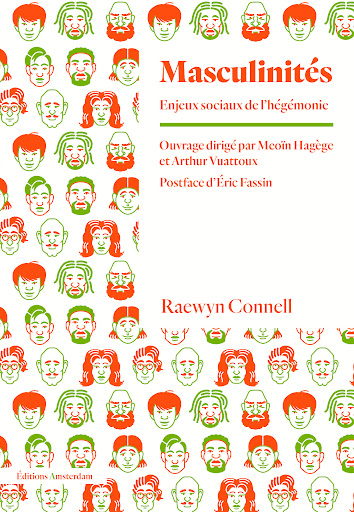 Masculinités
Enjeux sociaux de l'hégémonie
Ouvrage dirigé par Meoïn Hagège
et Arthur Vuattoux
Postface d'Éric Fassin
Raewyn Connell
Éditions Amsterdam